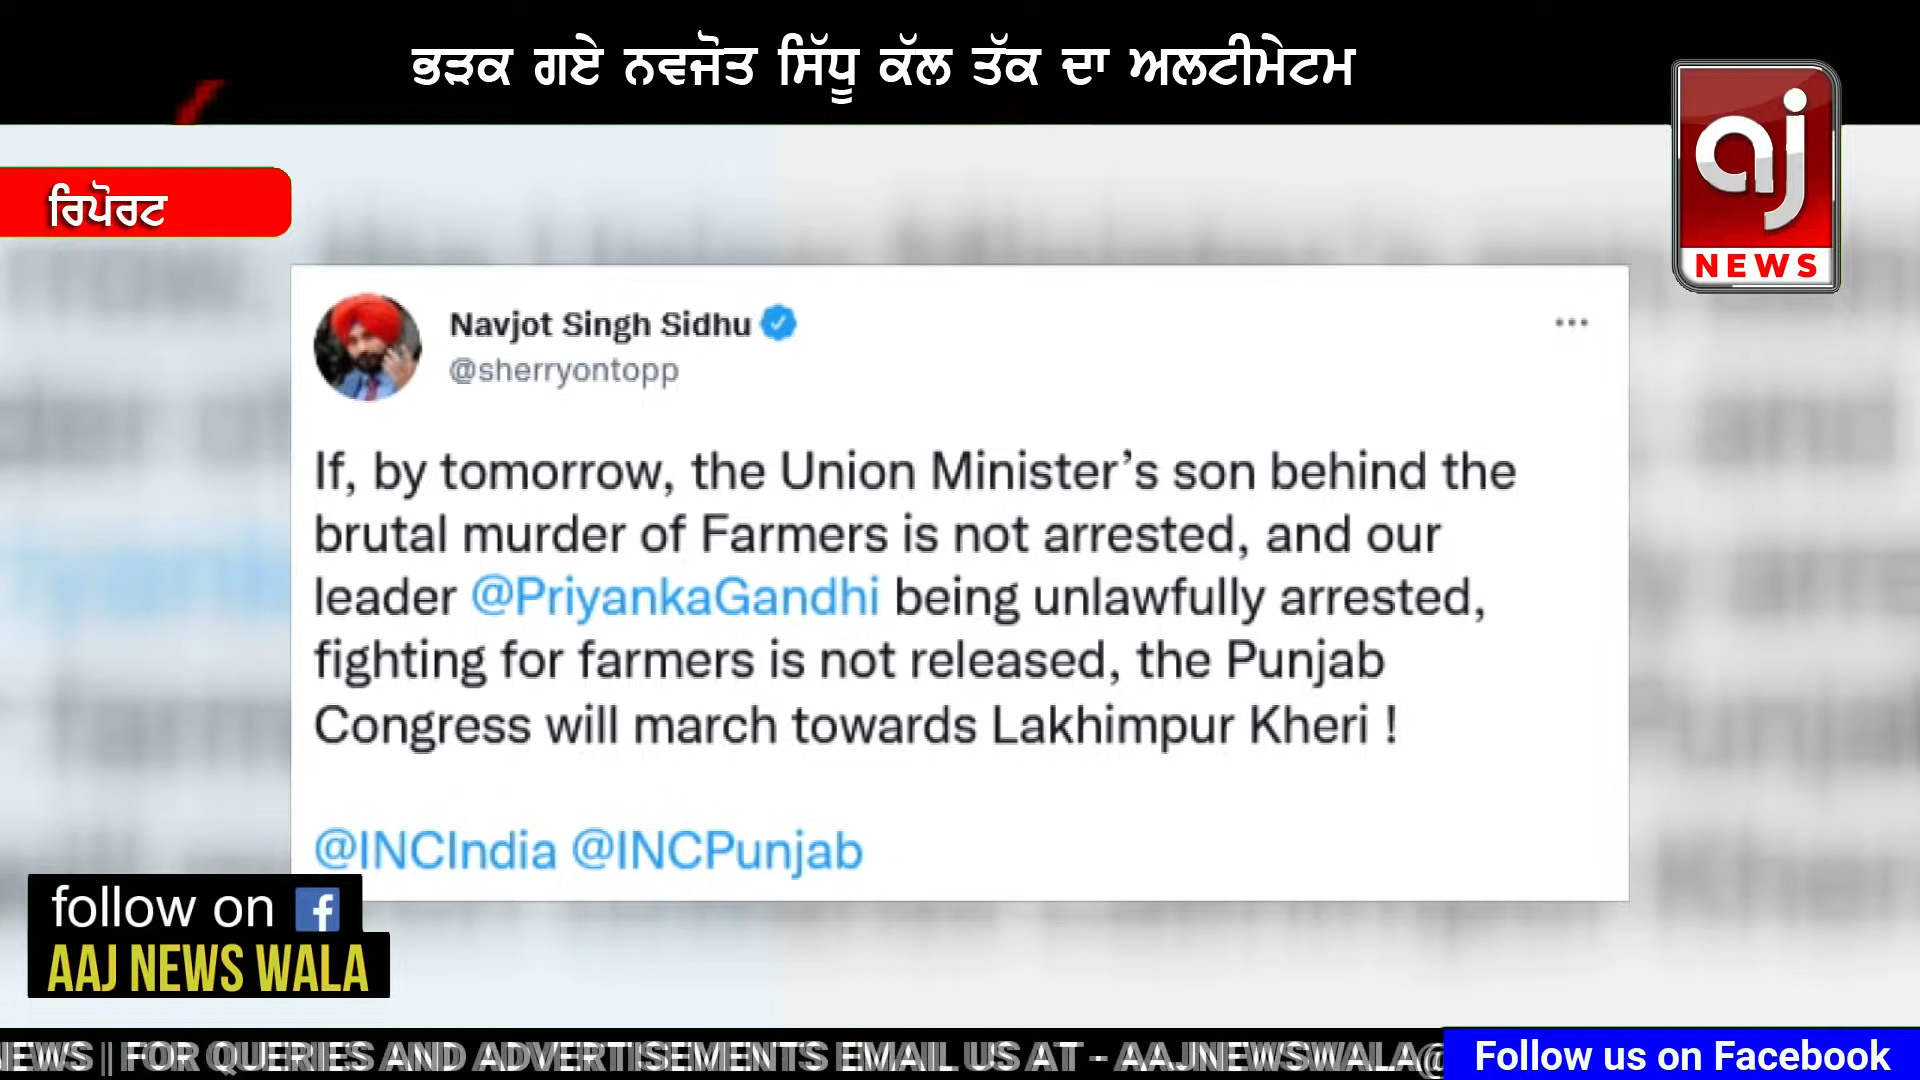 ਭੜਕ ਗਏ ਨਵਜੋਤ ਸਿੱਧੂ ਕੱਲ ਤੱਕ ਦਾ ਅਲਟੀਮੇਟਮ
aj
NEWS
ਰਿਪੋਰਟ
Navjot Singh Sidhu
@sherryontopp
If, by tomorrow, the Union Minister’s son behind the
brutal murder of Farmers is not arrested, and our
leader @PriyankaGandhi being unlawfully arrested,
fighting for farmers is not released, the Punjab
Congress will march towards Lakhimpur Kheri !
@INCIndia @INCPunjab
follow on f
AAJ NEWS WALA
NEWS || FOR QUERIES AND ADVERTISEMENTS EMAIL US AT - AAJNEWSWALA@
Follow us on Facebook